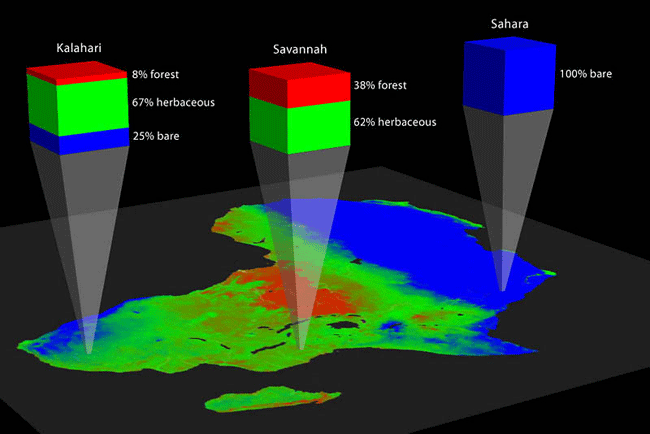 Kalahari
8% forest
67% herbaceous
25% bare
Savannah
38% forest
62% herbaceous
Sahara
100% bare